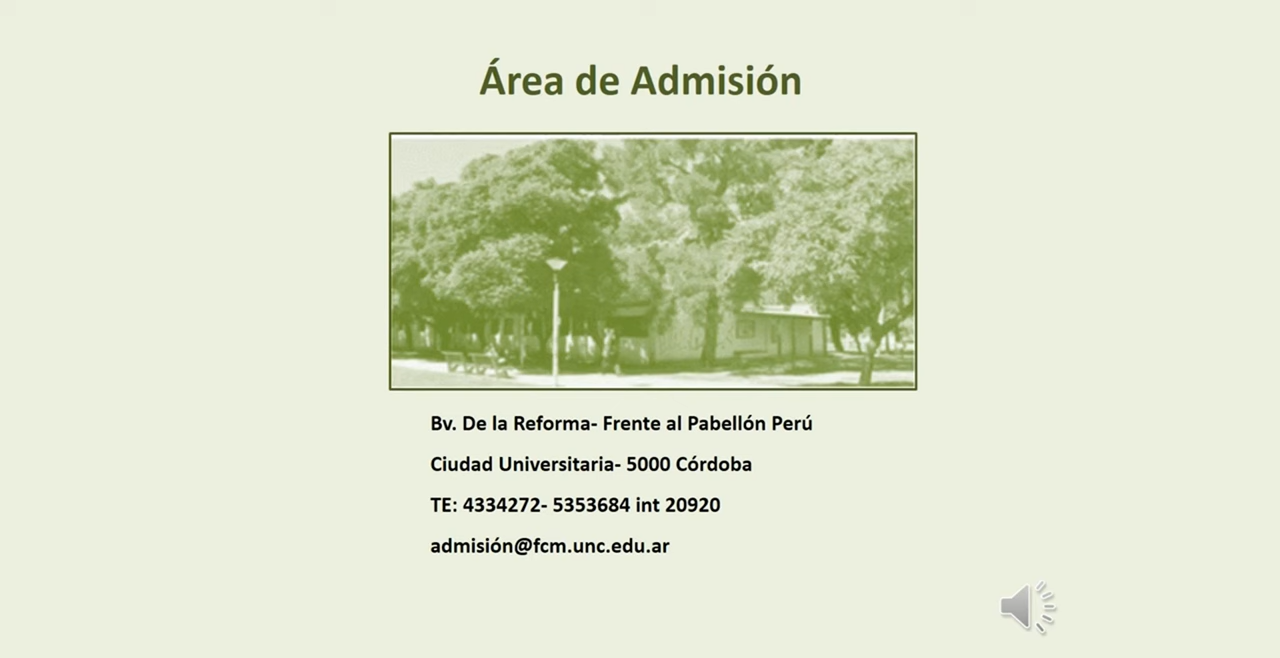 Área de Admisión
Bv. De la Reforma- Frente al Pabellón Perú
Ciudad Universitaria- 5000 Córdoba
TE: 4334272- 5353684 int 20920
admisión@fcm.unc.edu.ar